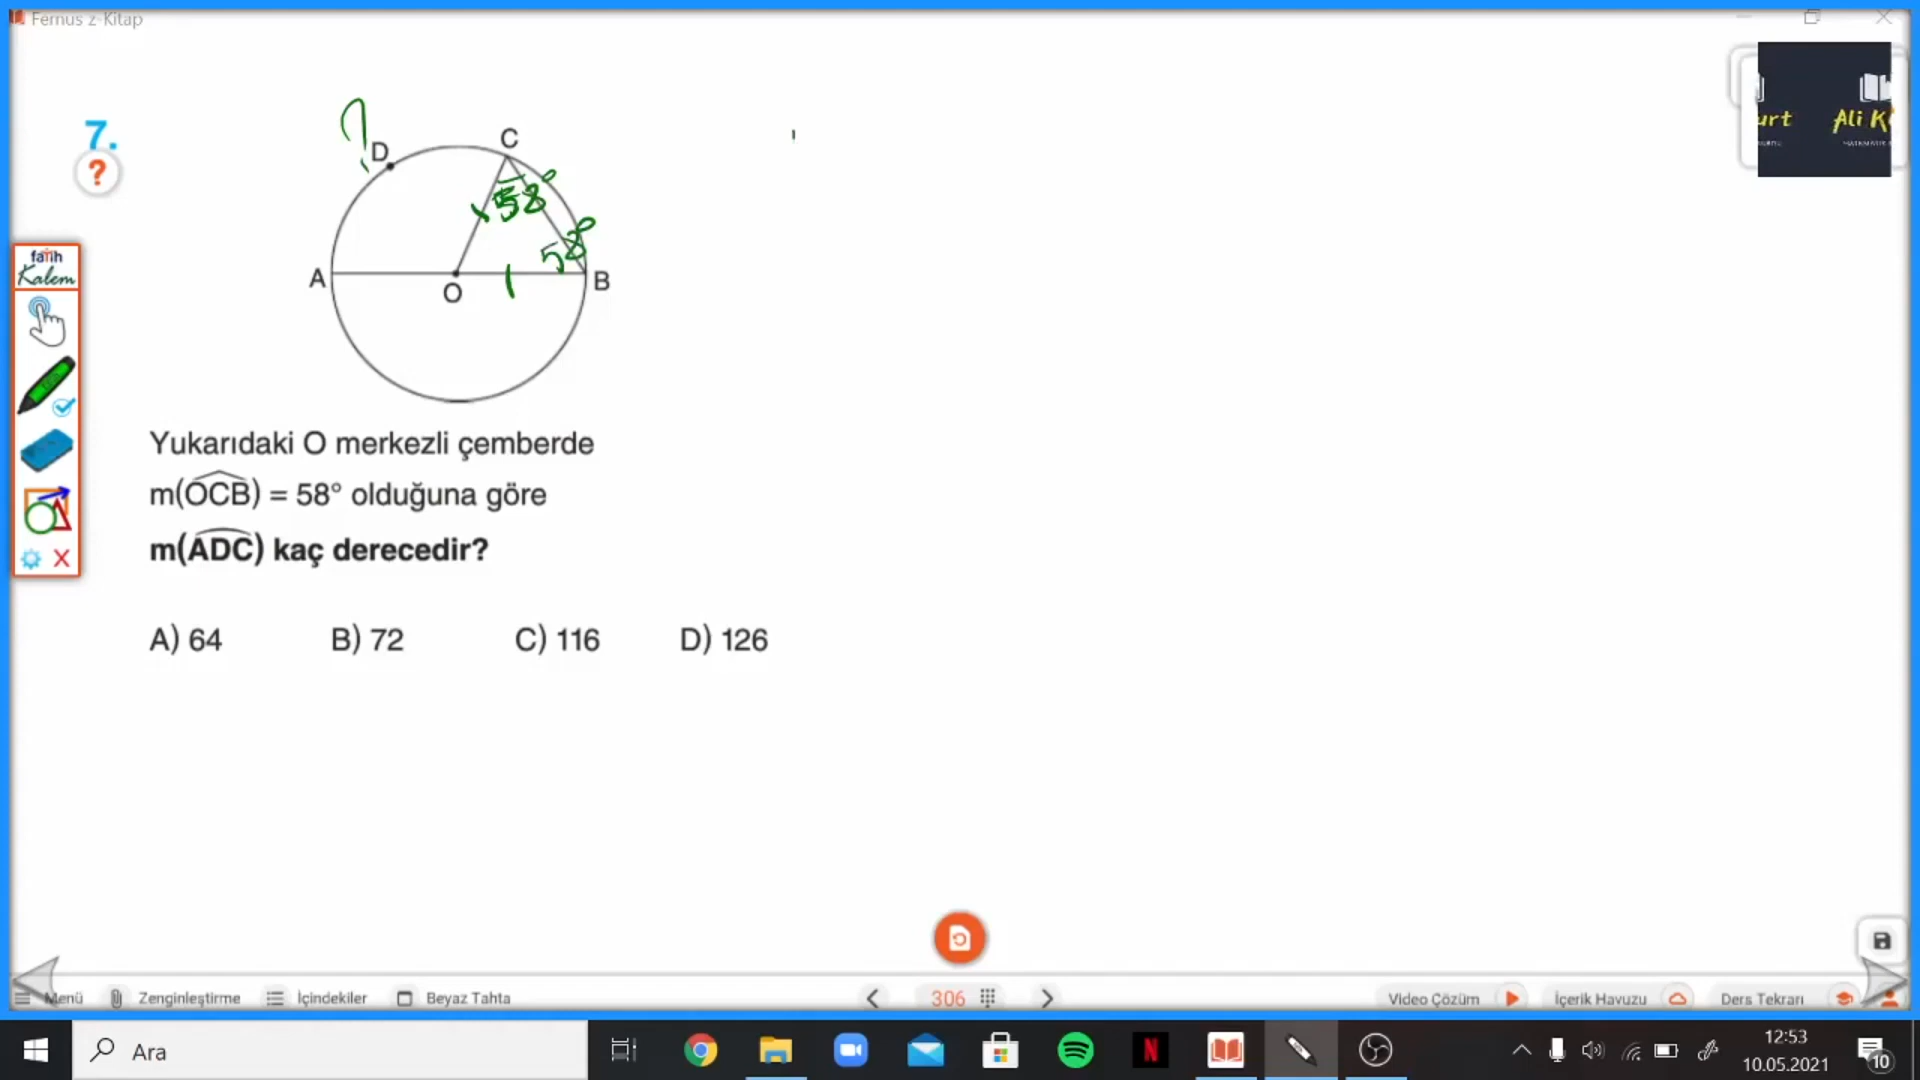 Fernus z-Kitap
urt
Ali K
7.
?
?
D
C
58°
58°
A
O
B
fatih
Kalem
Yukarıdaki O merkezli çemberde
m(OCB) = 58° olduğuna göre
m(ADC) kaç derecedir?
A) 64 B) 72 C) 116 D) 126
Menü Zenginleştirme İçindekiler Beyaz Tahta 306 Video Çözüm İçerik Havuzu Ders Tekrarı
Ara
N
12:53
10.05.2021
10